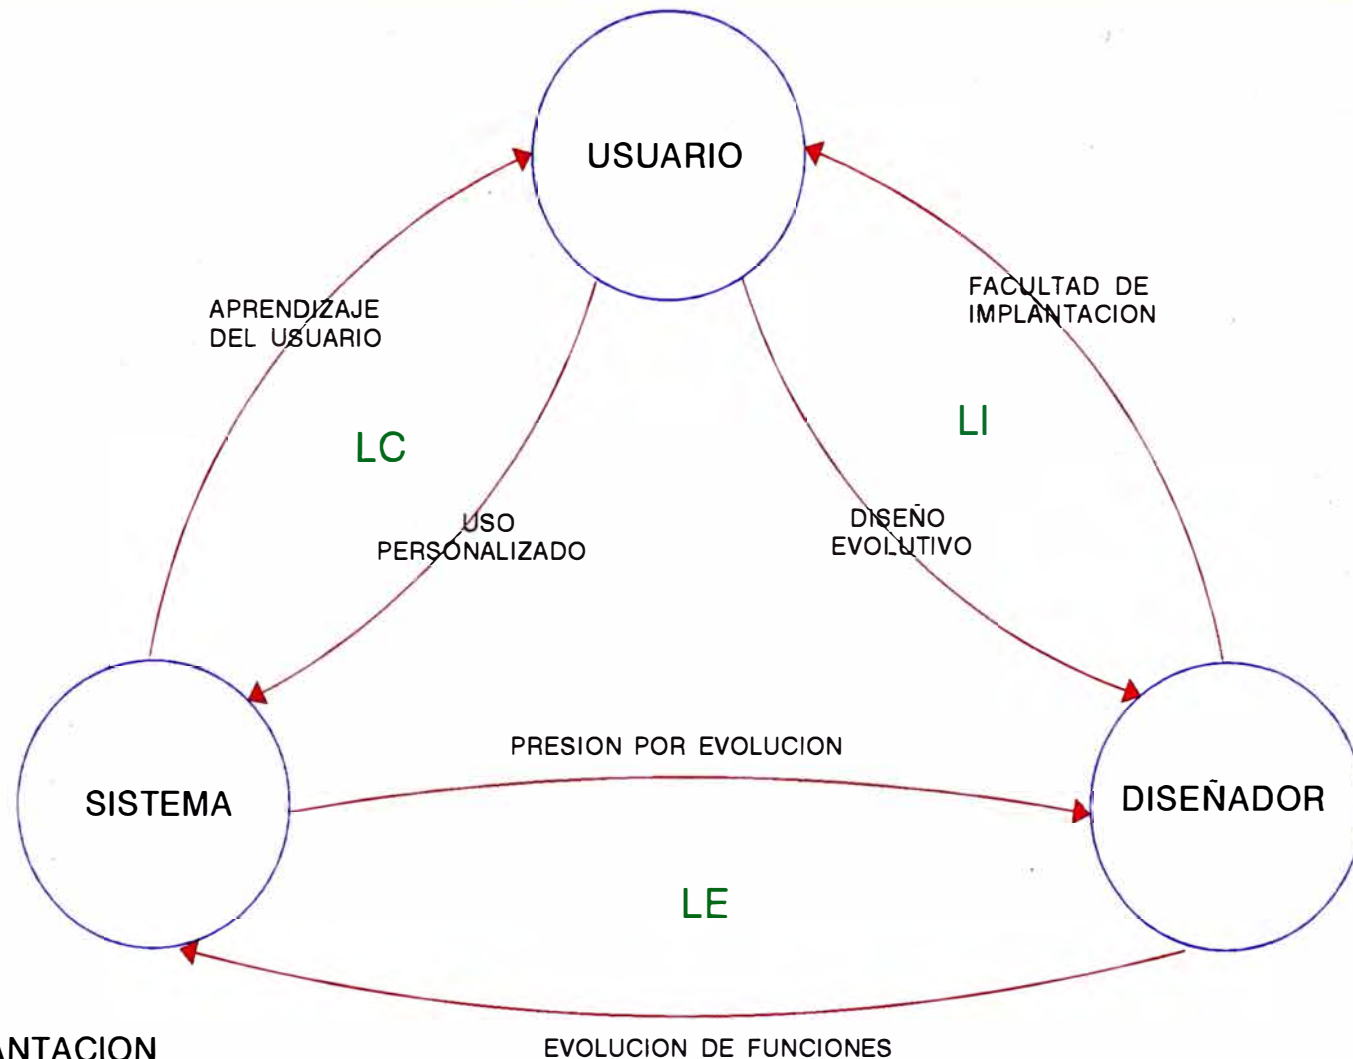 USUARIO
APRENDIZAJE
DEL USUARIO
FACULTAD DE
IMPLANTACION
LC
LI
USO
PERSONALIZADO
DISEÑO
EVOLUTIVO
PRESION POR EVOLUCION
SISTEMA
DISEÑADOR
LE
ANTACION
EVOLUCION DE FUNCIONES